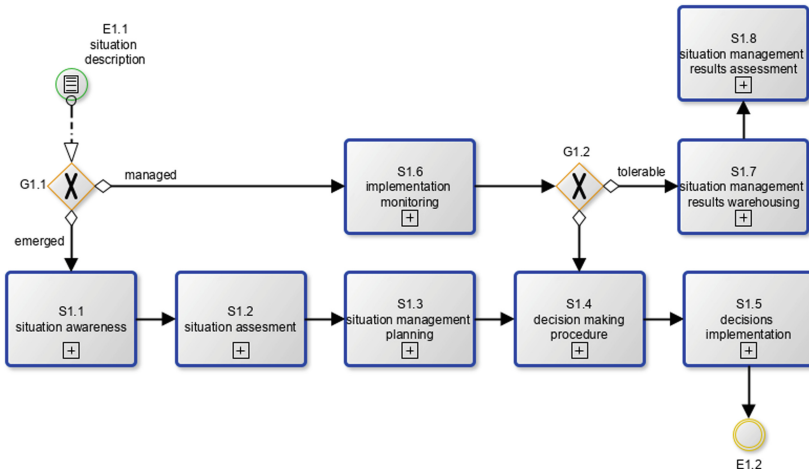 E1.1
situation
description
S1.8
situation management
results assessment
G1.1
managed
S1.6
implementation
monitoring
G1.2
tolerable
S1.7
situation management
results warehousing
emerged
S1.1
situation awareness
S1.2
situation assesment
S1.3
situation management
planning
S1.4
decision making
procedure
S1.5
decisions
implementation
E1.2